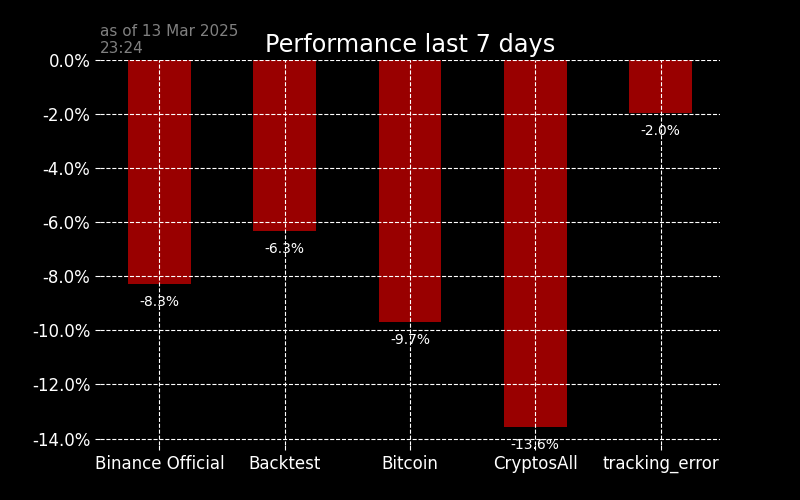 as of 13 Mar 2025
23:24
Performance last 7 days
0.0%
-2.0%
-4.0%
-6.0%
-8.0%
-10.0%
-12.0%
-14.0%
-8.3%
-6.3%
-9.7%
-13.6%
-2.0%
Binance Official
Backtest
Bitcoin
CryptosAll
tracking_error